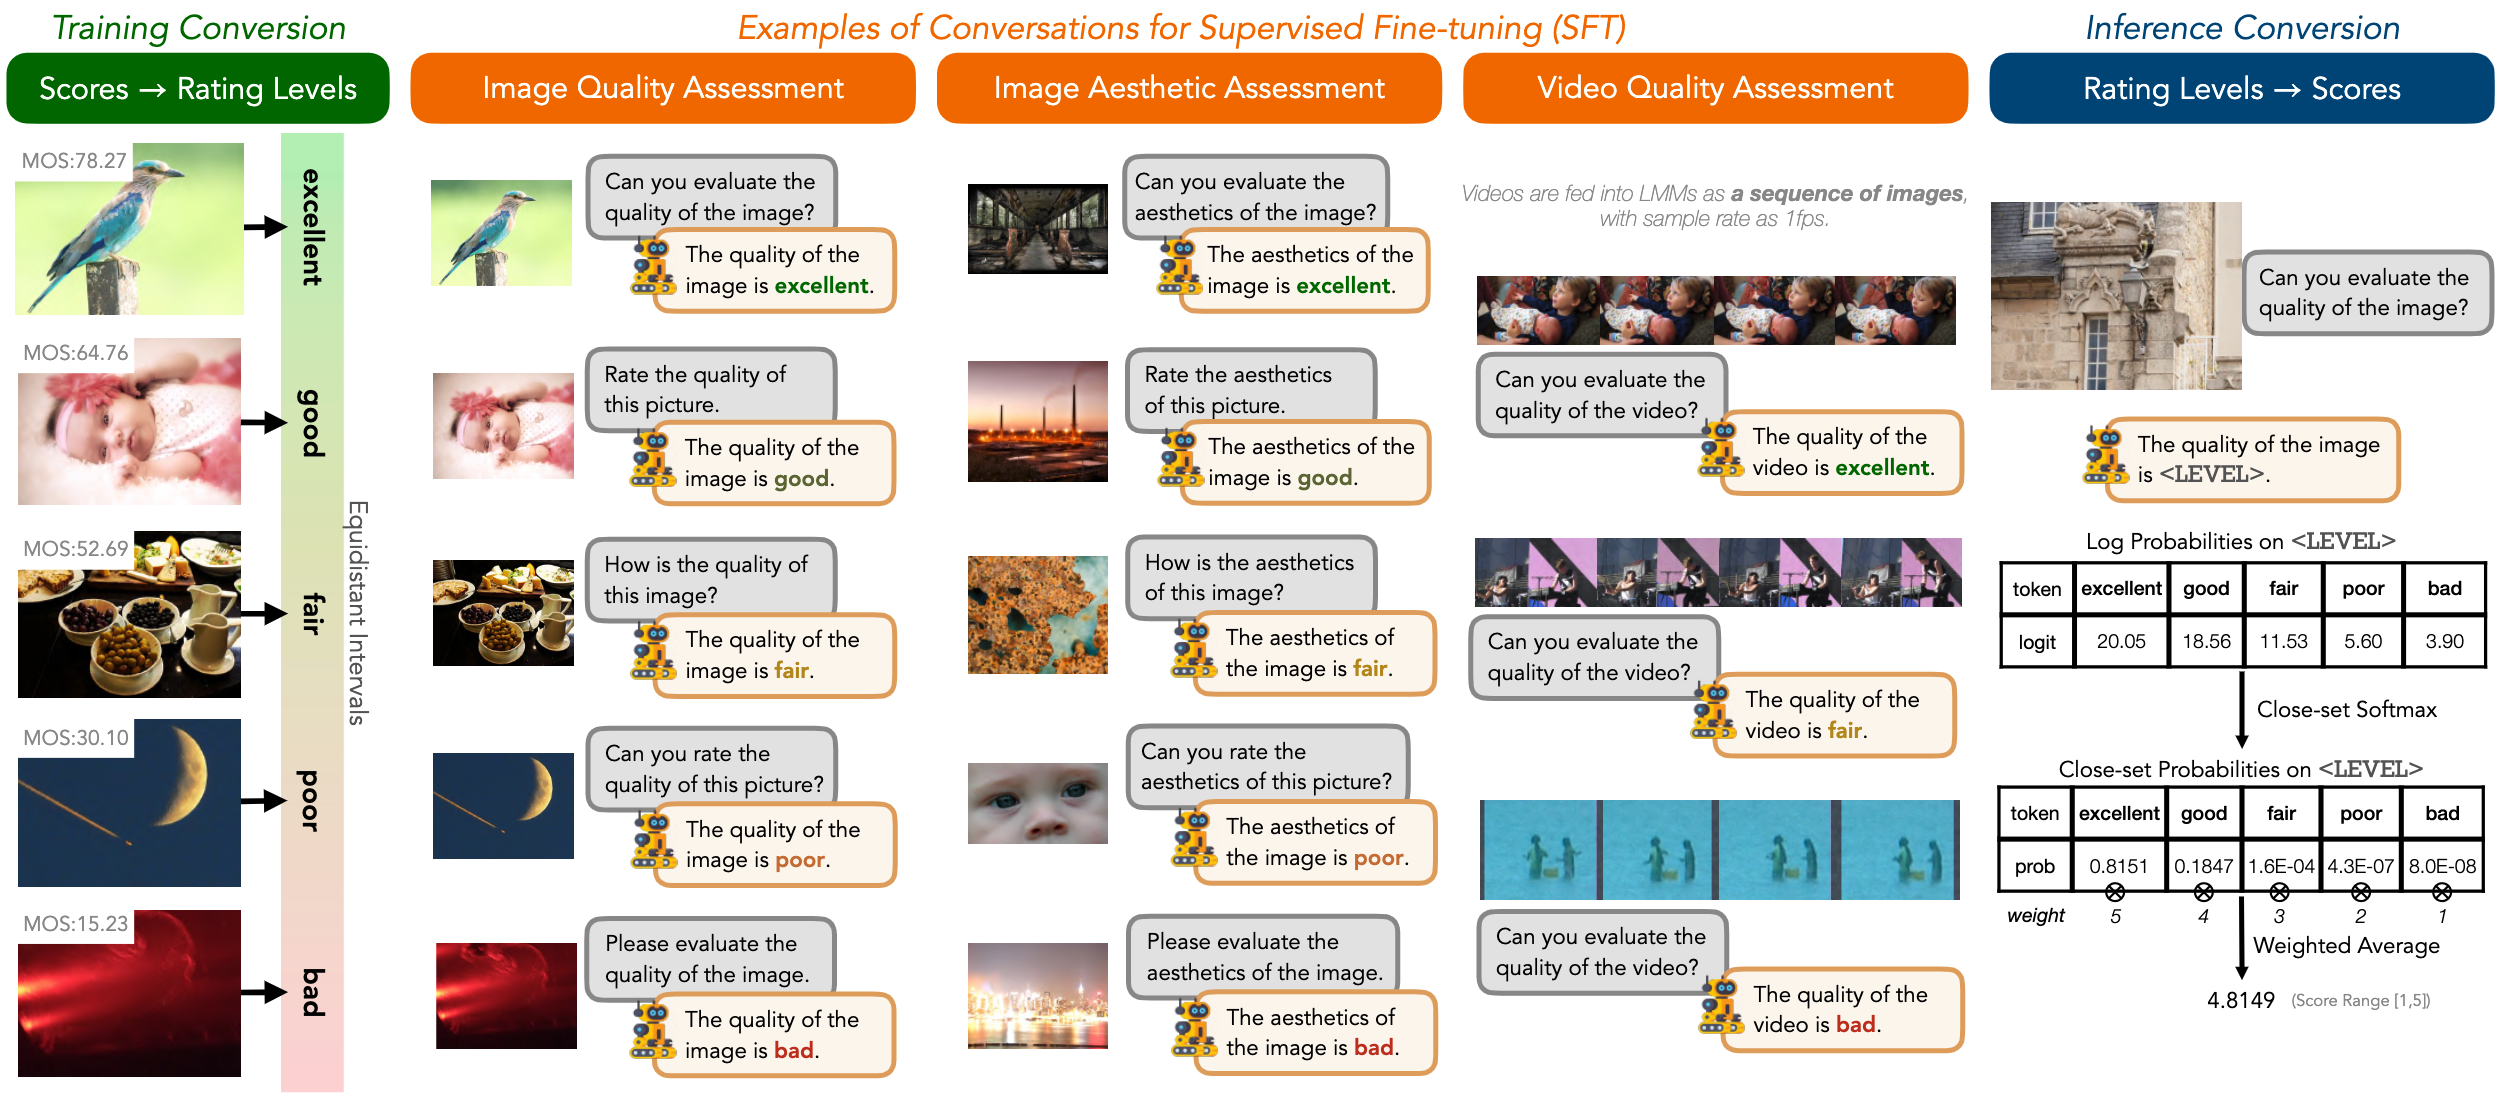 Training Conversion
Scores → Rating Levels
MOS:78.27
excellent
MOS:64.76
good
MOS:52.69
fair
MOS:30.10
poor
MOS:15.23
bad
Equidistant Intervals
Examples of Conversations for Supervised Fine-tuning (SFT)
Image Quality Assessment
Can you evaluate the
quality of the image?
The quality of the
image is excellent.
Rate the quality of
this picture.
The quality of the
image is good.
How is the quality of
this image?
The quality of the
image is fair.
Can you rate the
quality of this picture?
The quality of the
image is poor.
Please evaluate the
quality of the image.
The quality of the
image is bad.
Image Aesthetic Assessment
Can you evaluate the
aesthetics of the image?
The aesthetics of the
image is excellent.
Rate the aesthetics
of this picture.
The aesthetics of the
image is good.
How is the aesthetics
of this image?
The aesthetics of
the image is fair.
Can you rate the
aesthetics of this picture?
The aesthetics of
the image is poor.
Please evaluate the
aesthetics of the image.
The aesthetics of
the image is bad.
Video Quality Assessment
Videos are fed into LMMs as a sequence of images,
with sample rate as 1fps.
Can you evaluate the
quality of the video?
The quality of the
video is excellent.
Can you evaluate the
quality of the video?
The quality of the
video is fair.
Can you evaluate the
quality of the video?
The quality of the
video is bad.
Inference Conversion
Rating Levels → Scores
Can you evaluate the
quality of the image?
The quality of the image
is <LEVEL>.
Log Probabilities on <LEVEL>
token excellent good fair poor bad
logit 20.05 18.56 11.53 5.60 3.90
Close-set Softmax
Close-set Probabilities on <LEVEL>
token excellent good fair poor bad
prob 0.8151 0.1847 1.6E-04 4.3E-07 8.0E-08
weight 5 4 3 2 1
Weighted Average
4.8149 (Score Range [1,5])